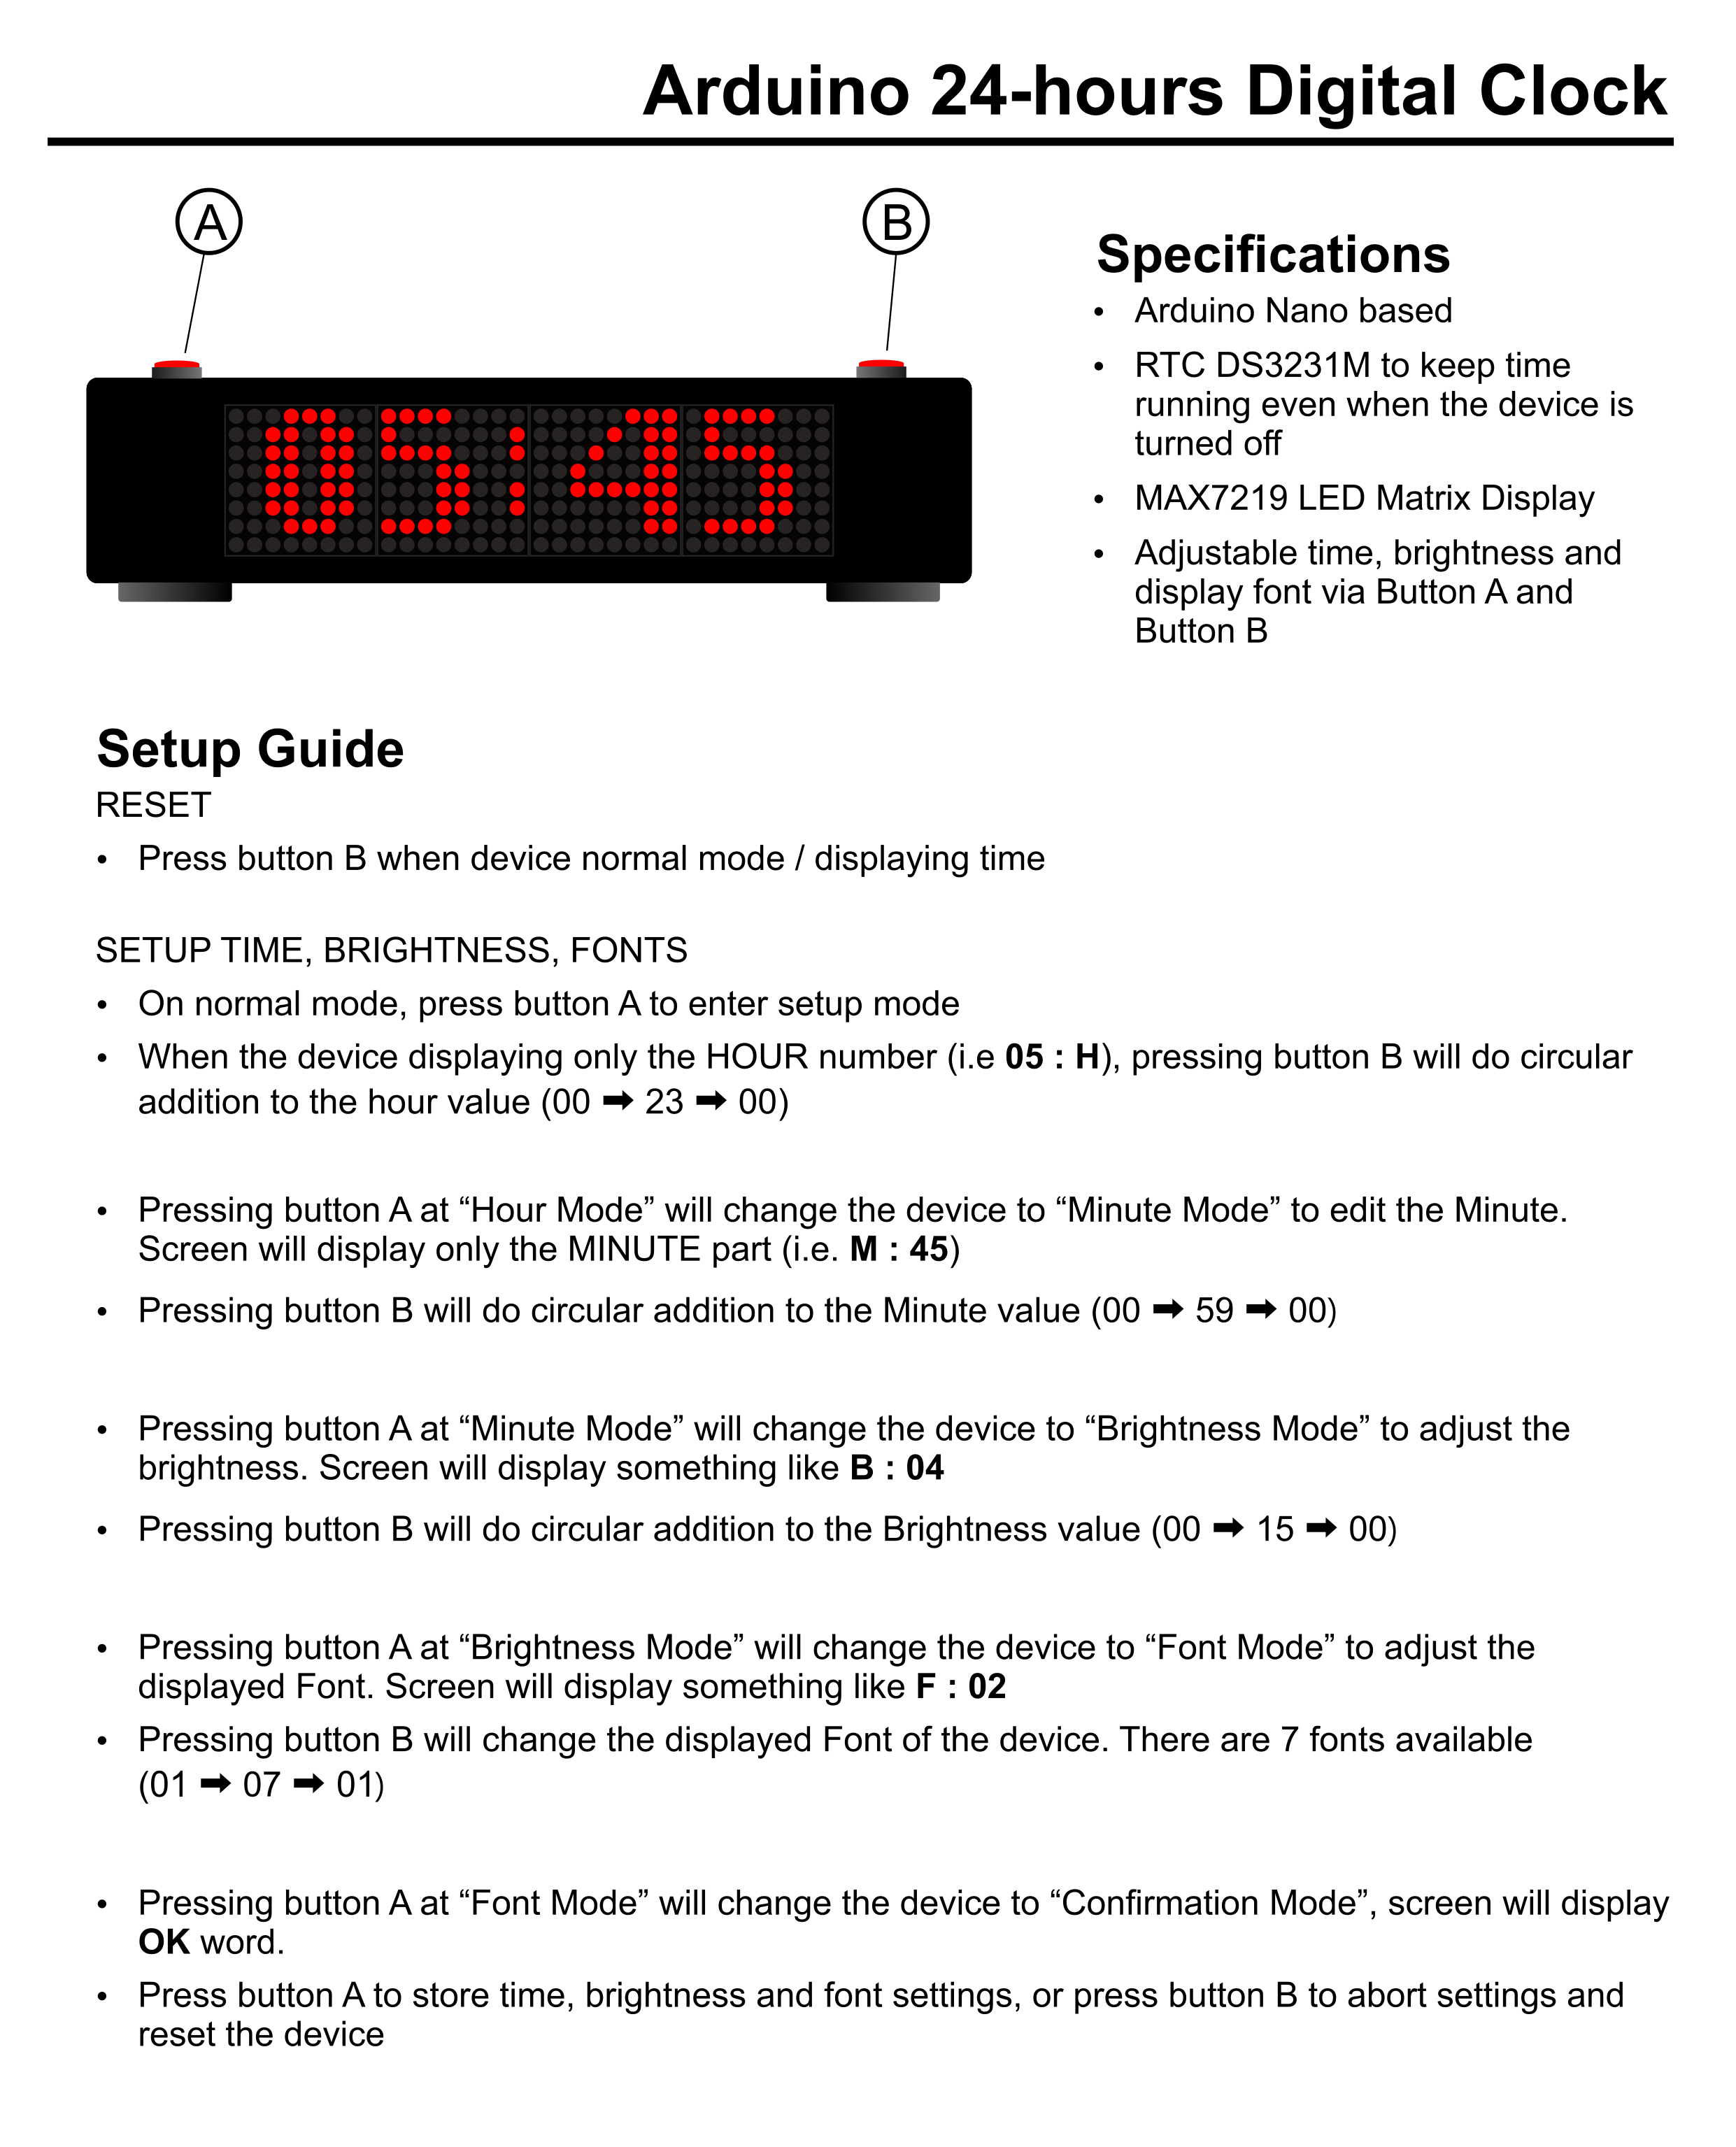 Arduino 24-hours Digital Clock
A
B
05:45
Specifications
• Arduino Nano based
• RTC DS3231M to keep time
running even when the device is
turned off
• MAX7219 LED Matrix Display
• Adjustable time, brightness and
display font via Button A and
Button B
Setup Guide
RESET
• Press button B when device normal mode / displaying time
SETUP TIME, BRIGHTNESS, FONTS
• On normal mode, press button A to enter setup mode
• When the device displaying only the HOUR number (i.e 05 : H), pressing button B will do circular
addition to the hour value (00 ➡ 23 ➡ 00)
• Pressing button A at “Hour Mode” will change the device to “Minute Mode” to edit the Minute.
Screen will display only the MINUTE part (i.e. M : 45)
• Pressing button B will do circular addition to the Minute value (00 ➡ 59 ➡ 00)
• Pressing button A at “Minute Mode” will change the device to “Brightness Mode” to adjust the
brightness. Screen will display something like B : 04
• Pressing button B will do circular addition to the Brightness value (00 ➡ 15 ➡ 00)
• Pressing button A at “Brightness Mode” will change the device to “Font Mode” to adjust the
displayed Font. Screen will display something like F : 02
• Pressing button B will change the displayed Font of the device. There are 7 fonts available
(01 ➡ 07 ➡ 01)
• Pressing button A at “Font Mode” will change the device to “Confirmation Mode”, screen will display
OK word.
• Press button A to store time, brightness and font settings, or press button B to abort settings and
reset the device